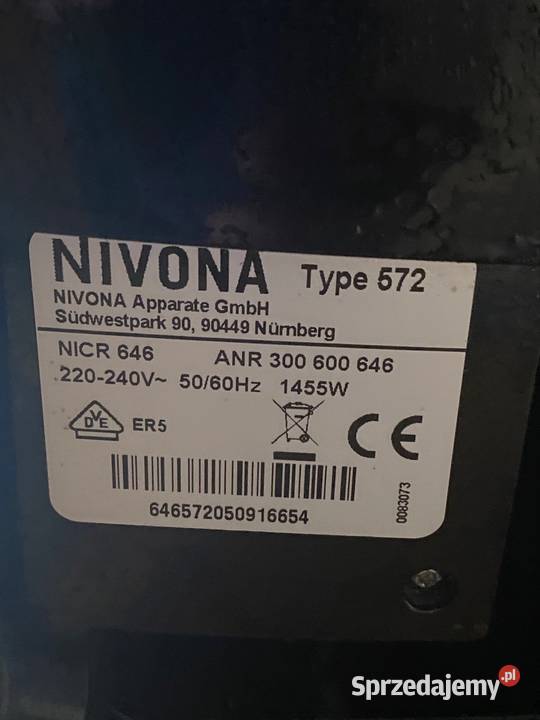 NIVONA Type 572
NIVONA Apparate GmbH
Südwestpark 90, 90449 Nürnberg
NICR 646 ANR 300 600 646
220-240V~ 50/60Hz 1455W
DVE ER5 CE
646572050916654
0083073
Sprzedajemy.pl